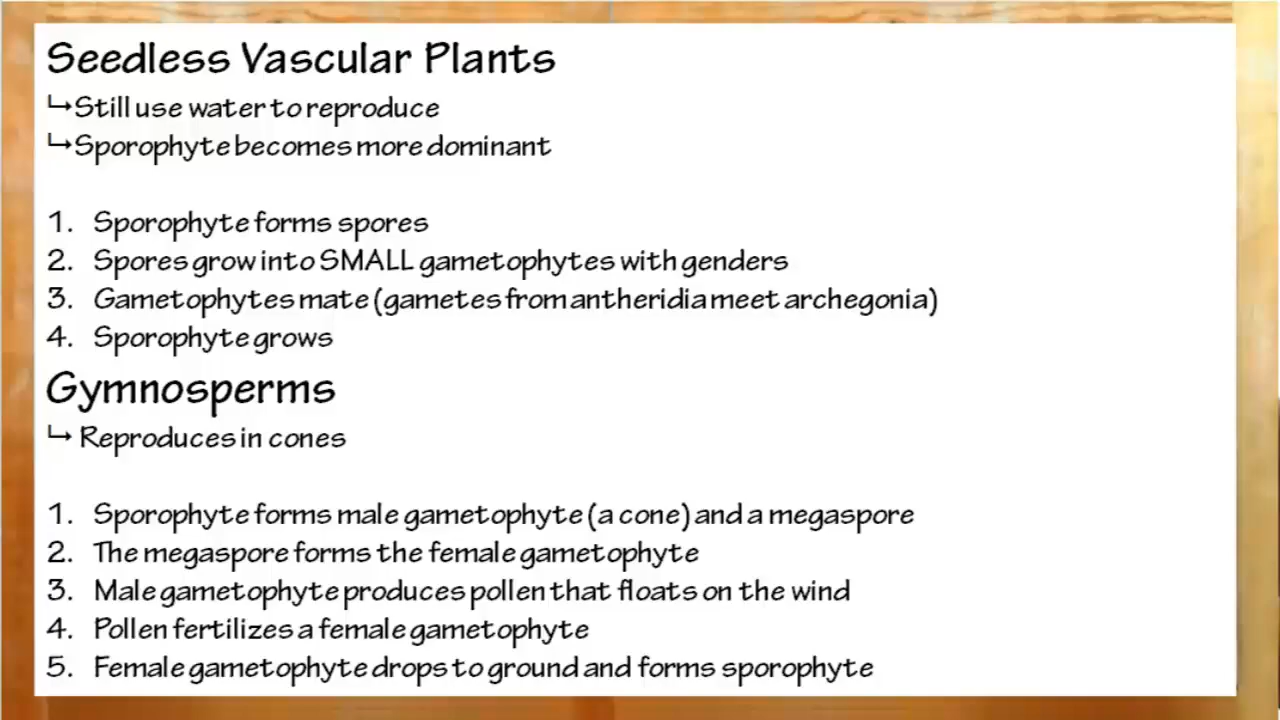 Seedless Vascular Plants
↳Still use water to reproduce
↳Sporophyte becomes more dominant
1. Sporophyte forms spores
2. Spores grow into SMALL gametophytes with genders
3. Gametophytes mate (gametes from antheridia meet archegonia)
4. Sporophyte grows
Gymnosperms
↳ Reproduces in cones
1. Sporophyte forms male gametophyte (a cone) and a megaspore
2. The megaspore forms the female gametophyte
3. Male gametophyte produces pollen that floats on the wind
4. Pollen fertilizes a female gametophyte
5. Female gametophyte drops to ground and forms sporophyte